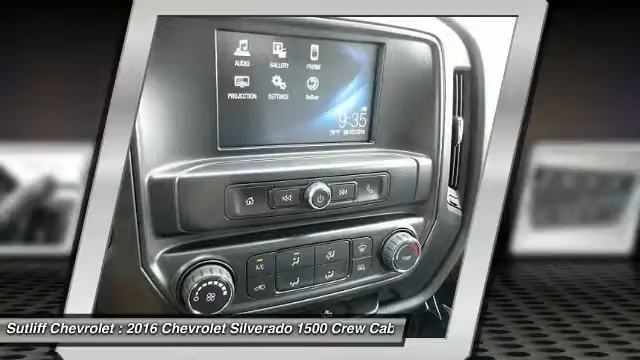 AUDIO GALLERY PHONE
PROJECTION SETTINGS OnStar
9:35
A/C
Sutliff Chevrolet : 2016 Chevrolet Silverado 1500 Crew Cab